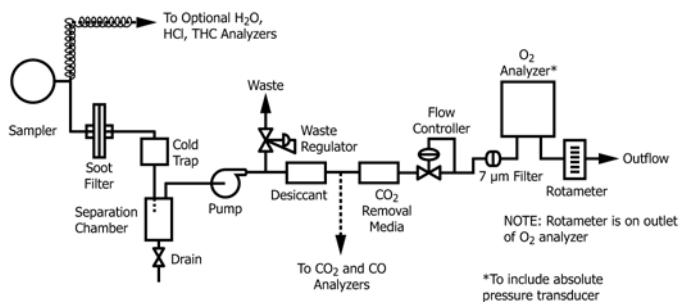 To Optional H₂O,
HCl, THC Analyzers
O₂
Analyzer*
Waste
Flow
Controller
Sampler
Waste
Regulator
Cold
Trap
Soot
Filter
Outflow
7 µm Filter
Rotameter
Desiccant
CO₂
Removal
Media
Pump
Separation
Chamber
NOTE: Rotameter is on outlet
of O₂ analyzer
Drain
To CO₂ and CO
Analyzers
*To include absolute
pressure transducer